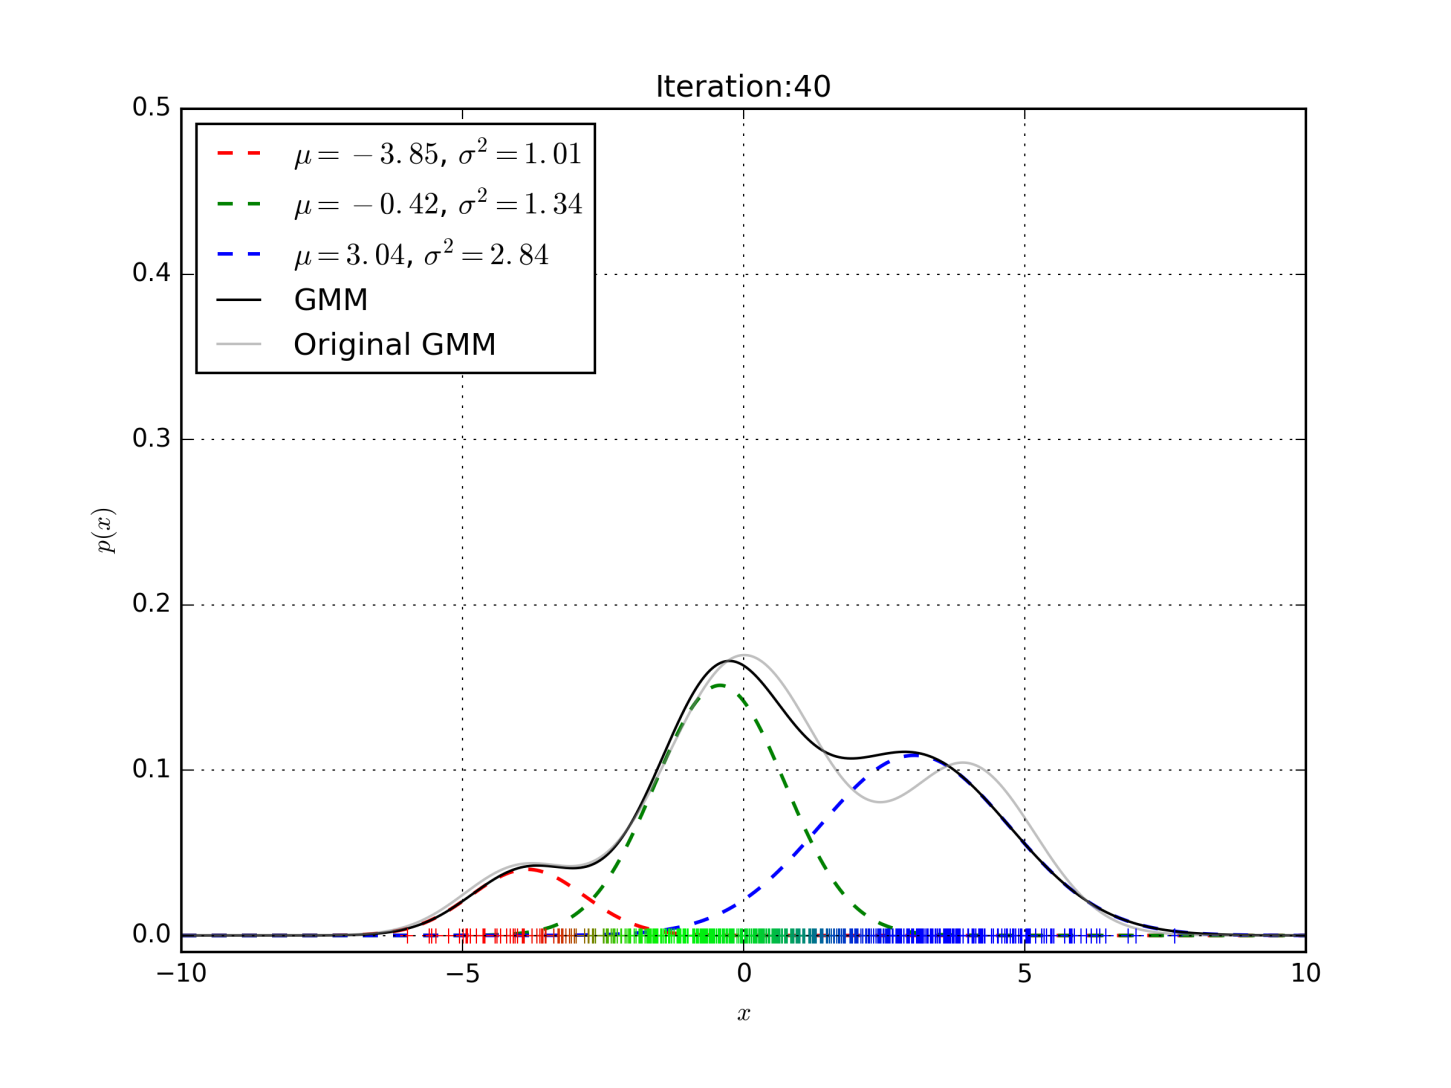 Iteration:40
0.5
μ = −3.85, σ² = 1.01
μ = −0.42, σ² = 1.34
μ = 3.04, σ² = 2.84
GMM
Original GMM
0.4
0.3
p(x)
0.2
0.1
0.0
−10 −5 0 5 10
x